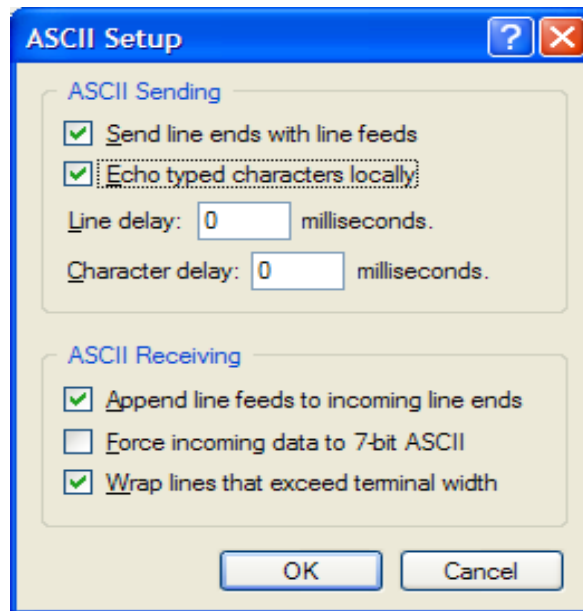 ASCII Setup
ASCII Sending
Send line ends with line feeds
Echo typed characters locally
Line delay: 0 milliseconds.
Character delay: 0 milliseconds.
ASCII Receiving
Append line feeds to incoming line ends
Force incoming data to 7-bit ASCII
Wrap lines that exceed terminal width
OK Cancel